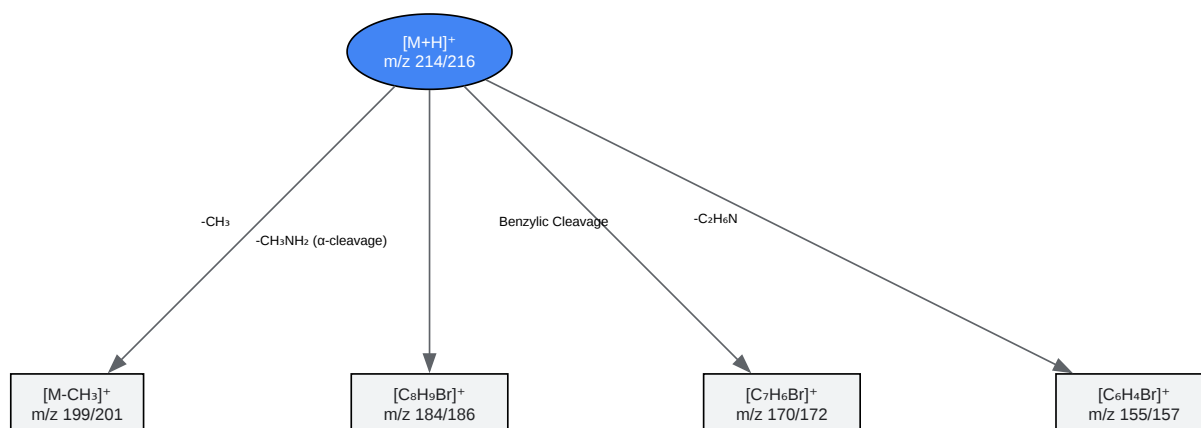 [M+H]⁺
m/z 214/216
-CH₃
-CH₃NH₂ (α-cleavage)
Benzylic Cleavage
-C₂H₆N
[M-CH₃]⁺
m/z 199/201
[C₈H₉Br]⁺
m/z 184/186
[C₇H₆Br]⁺
m/z 170/172
[C₆H₄Br]⁺
m/z 155/157